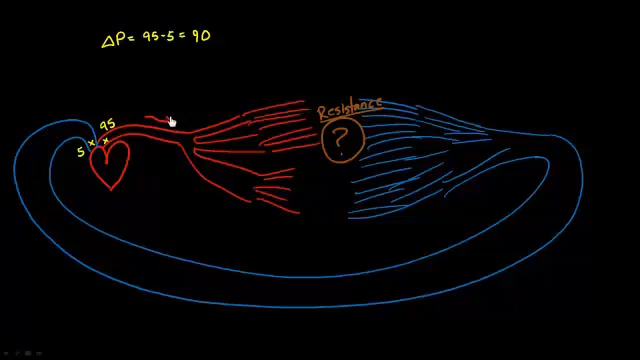 ΔP = 95-5 = 90
Resistance
?
95
5